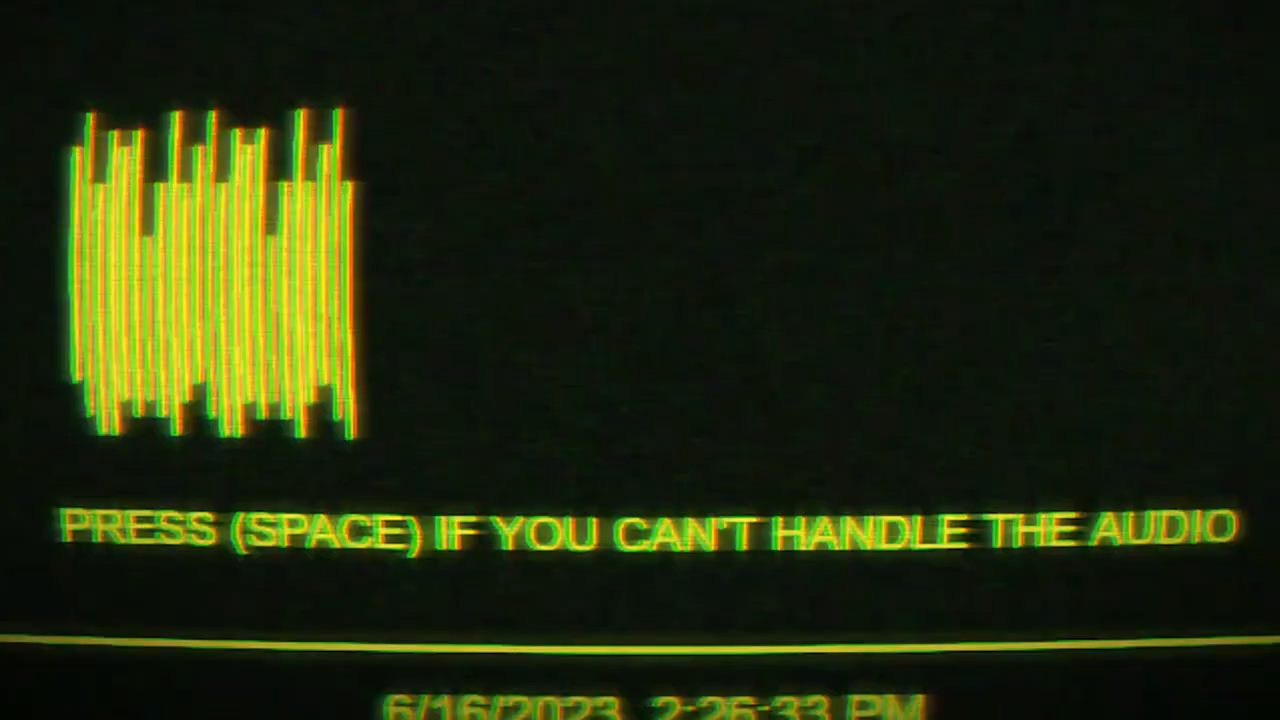 PRESS (SPACE) IF YOU CAN'T HANDLE THE AUDIO
6/16/2023, 2:26:33 PM